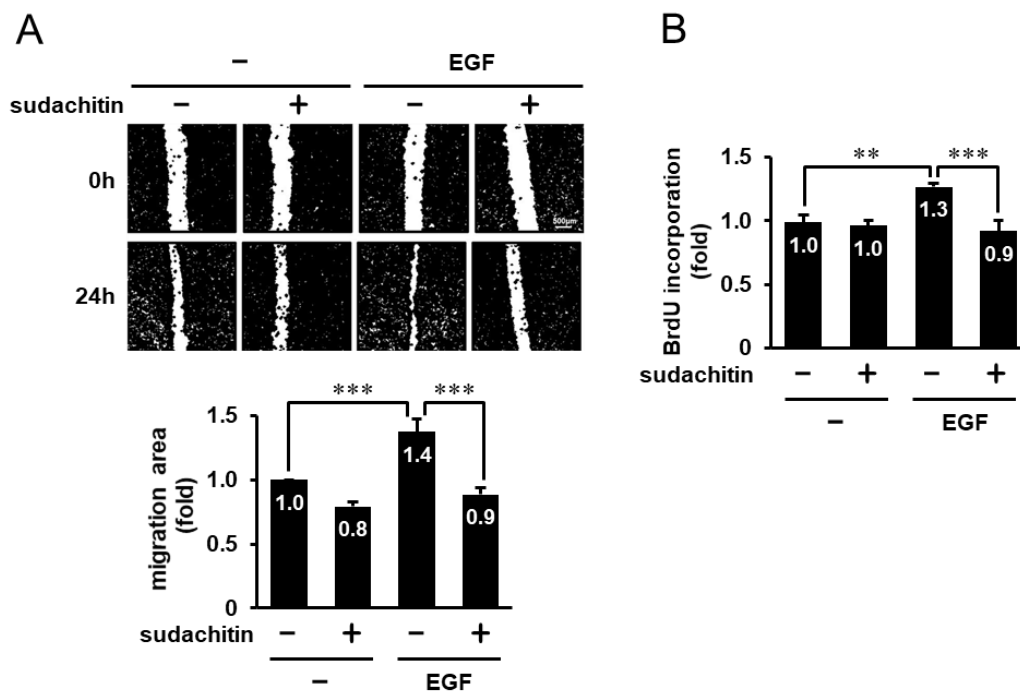 A
− EGF
sudachitin − + − +
0h
500µm
24h
*** ***
migration area
(fold)
1.5
1.0
0.5
0
1.0 0.8 1.4 0.9
sudachitin − + − +
− EGF
B
** ***
BrdU incorporation
(fold)
1.5
1.0
0.5
0
1.0 1.0 1.3 0.9
sudachitin − + − +
− EGF